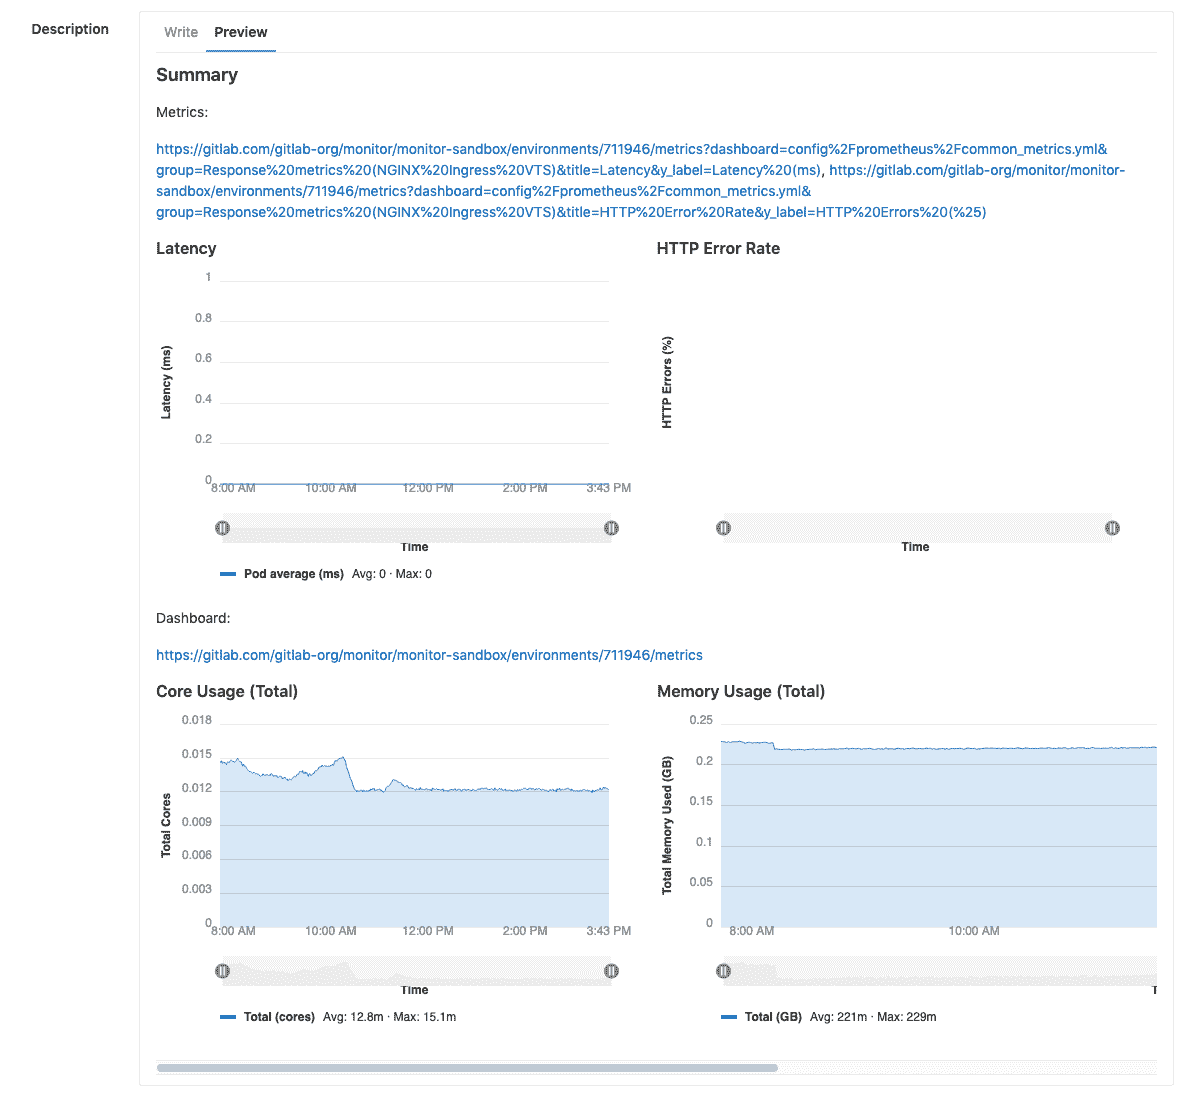 Description
Write Preview
Summary
Metrics:
https://gitlab.com/gitlab-org/monitor/monitor-sandbox/environments/711946/metrics?dashboard=config%2Fprometheus%2Fcommon_metrics.yml&
group=Response%20metrics%20(NGINX%20Ingress%20VTS)&title=Latency&y_label=Latency%20(ms), https://gitlab.com/gitlab-org/monitor/monitor-
sandbox/environments/711946/metrics?dashboard=config%2Fprometheus%2Fcommon_metrics.yml&
group=Response%20metrics%20(NGINX%20Ingress%20VTS)&title=HTTP%20Error%20Rate&y_label=HTTP%20Errors%20(%25)
Latency
1
0.8
0.6
0.4
0.2
0
Latency (ms)
8:00 AM 10:00 AM 12:00 PM 2:00 PM 3:43 PM
Time
Pod average (ms) Avg: 0 · Max: 0
HTTP Error Rate
HTTP Errors (%)
Time
Dashboard:
https://gitlab.com/gitlab-org/monitor/monitor-sandbox/environments/711946/metrics
Core Usage (Total)
0.018
0.015
0.012
0.009
0.006
0.003
0
Total Cores
8:00 AM 10:00 AM 12:00 PM 2:00 PM 3:43 PM
Time
Total (cores) Avg: 12.8m · Max: 15.1m
Memory Usage (Total)
0.25
0.2
0.15
0.1
0.05
0
Total Memory Used (GB)
8:00 AM 10:00 AM
Total (GB) Avg: 221m · Max: 229m